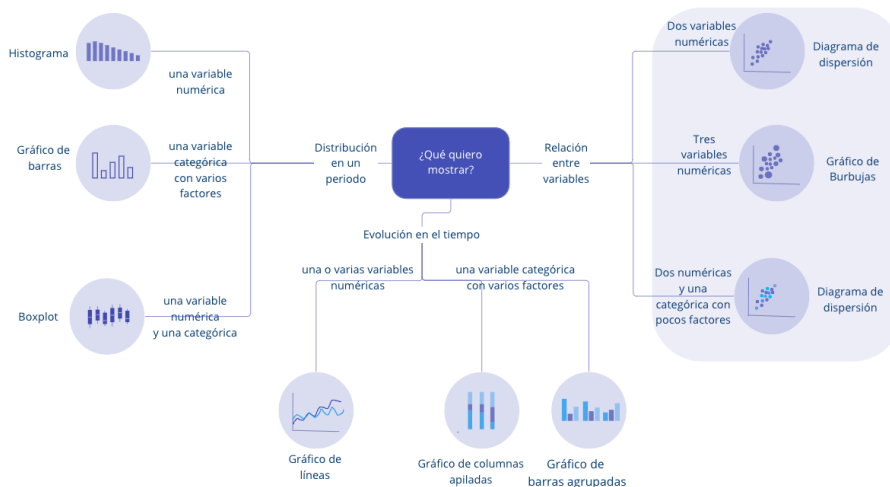 Histograma
una variable
numérica
Gráfico de
barras
una variable
categórica
con varios
factores
Boxplot
una variable
numérica
y una categórica
Distribución
en un
periodo
¿Qué quiero
mostrar?
Relación
entre
variables
Dos variables
numéricas
Diagrama de
dispersión
Tres
variables
numéricas
Gráfico de
Burbujas
Dos numéricas
y una
categórica con
pocos factores
Diagrama de
dispersión
Evolución en el tiempo
una o varias variables
numéricas
una variable categórica
con varios factores
Gráfico de
líneas
Gráfico de columnas
apiladas
Gráfico de
barras agrupadas